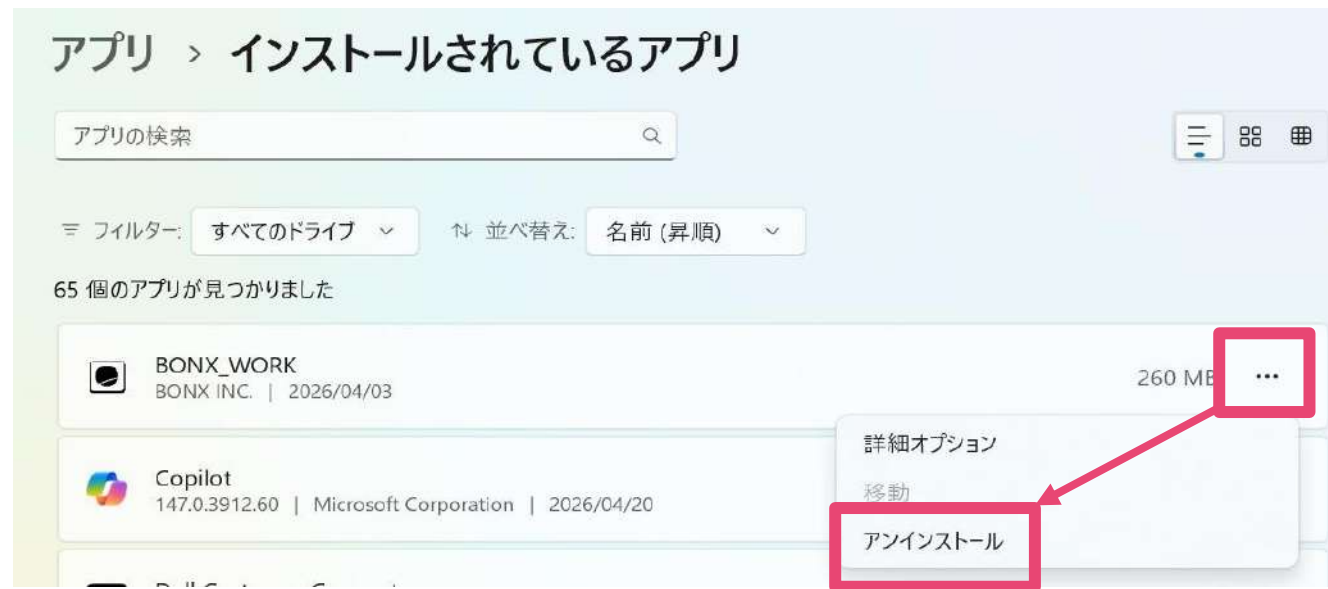 アプリ › インストールされているアプリ
アプリの検索
フィルター: すべてのドライブ 並べ替え: 名前 (昇順)
65 個のアプリが見つかりました
BONX_WORK
BONX INC. | 2026/04/03
260 MB
詳細オプション
Copilot
147.0.3912.60 | Microsoft Corporation | 2026/04/20
移動
アンインストール